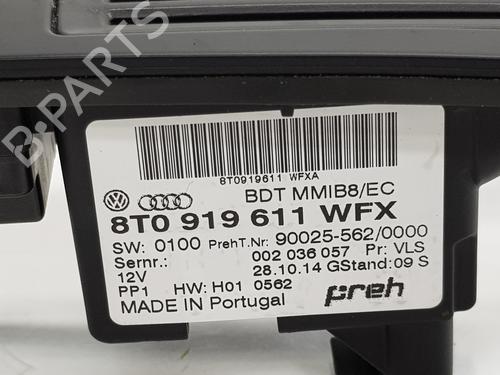 B-PARTS
8T0919611 WFXA
BDT MMIB8/EC
8T0 919 611 WFX
SW: 0100 PrehT.Nr: 90025-562/0000
Sernr.: 002 036 057 Pr: VLS
12V 28.10.14 GStand: 09 S
PP1 HW: H01 0562
MADE IN Portugal preh